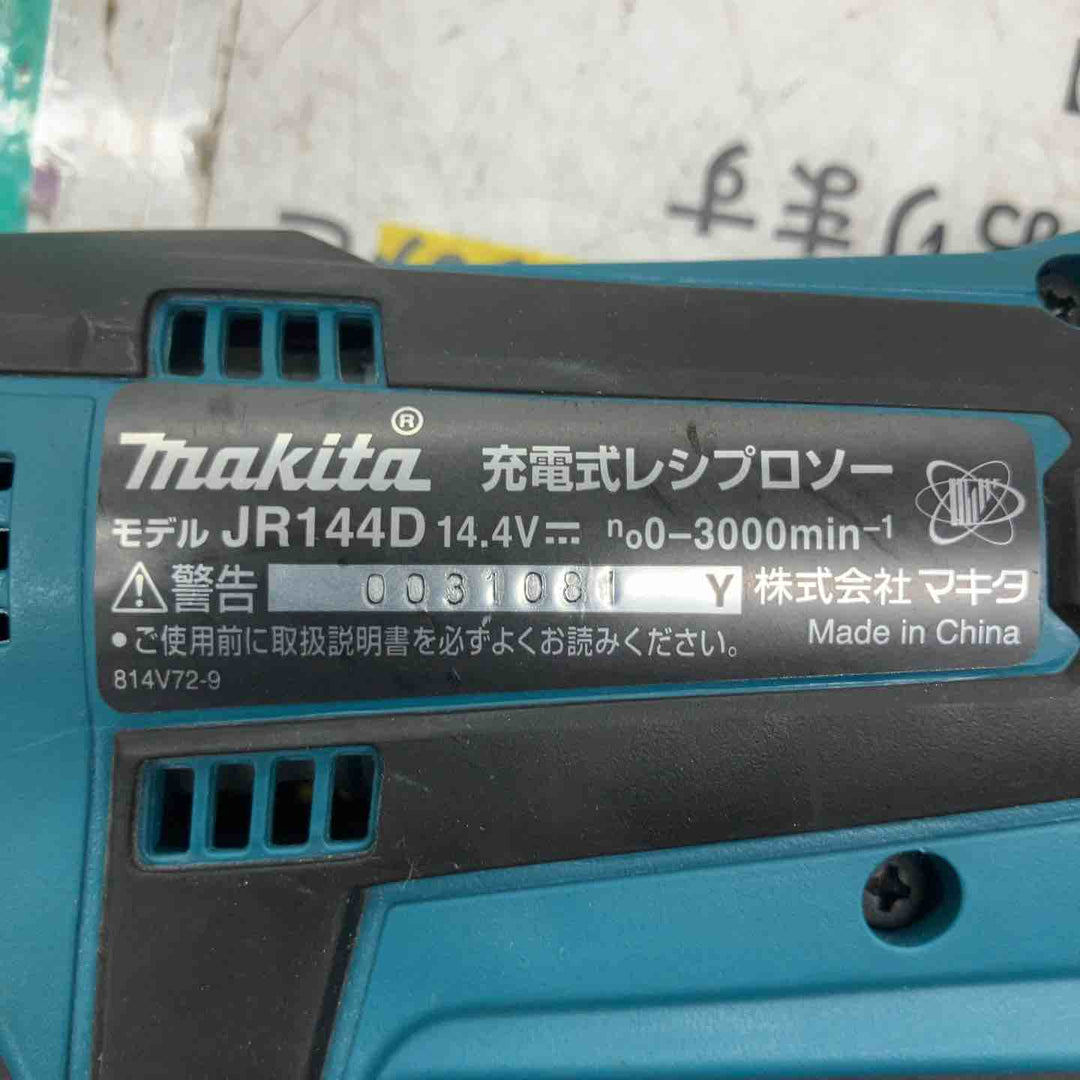 ます
makita® 充電式レシプロソー
モデル JR144D 14.4V⎓ n₀0-3000min⁻¹
⚠警告 0031081 Y 株式会社 マキタ
•ご使用前に取扱説明書を必ずよくお読みください。 Made in China
814V72-9